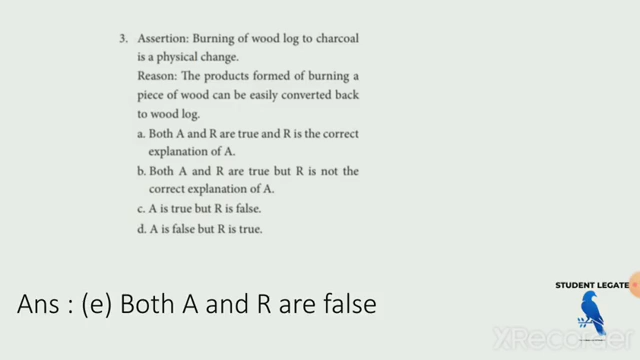 3. Assertion: Burning of wood log to charcoal
is a physical change.
Reason: The products formed of burning a
piece of wood can be easily converted back
to wood log.
a. Both A and R are true and R is the correct
explanation of A.
b. Both A and R are true but R is not the
correct explanation of A.
c. A is true but R is false.
d. A is false but R is true.
STUDENT LEGATE
Ans : (e) Both A and R are false
XRecorder